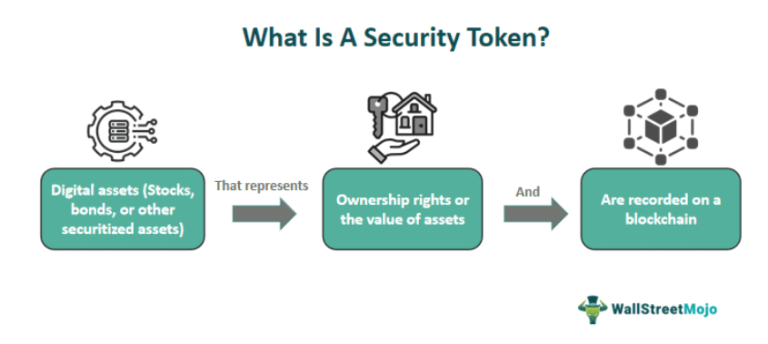 What Is A Security Token?
Digital assets (Stocks,
bonds, or other
securitized assets)
That represents
Ownership rights or
the value of assets
And
Are recorded on a
blockchain
WallStreetMojo